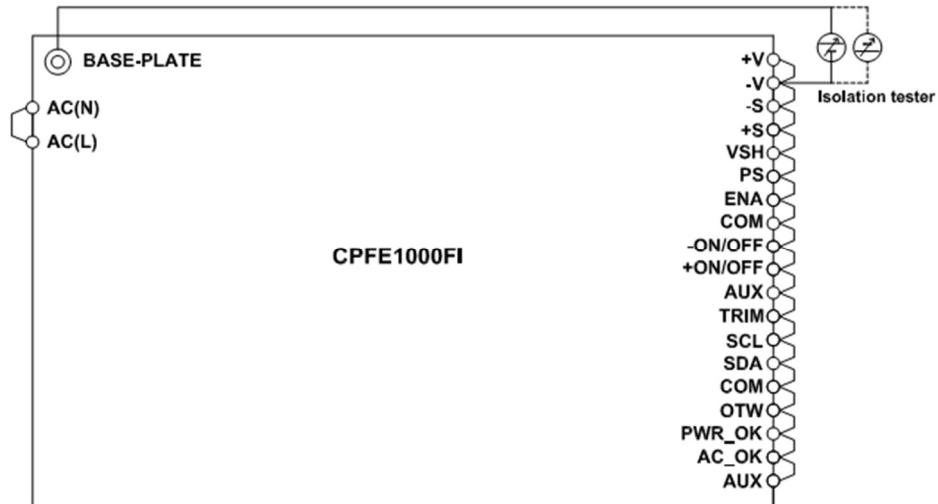 BASE-PLATE
AC(N)
AC(L)
CPFE1000FI
+V
-V
-S
+S
VSH
PS
ENA
COM
-ON/OFF
+ON/OFF
AUX
TRIM
SCL
SDA
COM
OTW
PWR_OK
AC_OK
AUX
Isolation tester